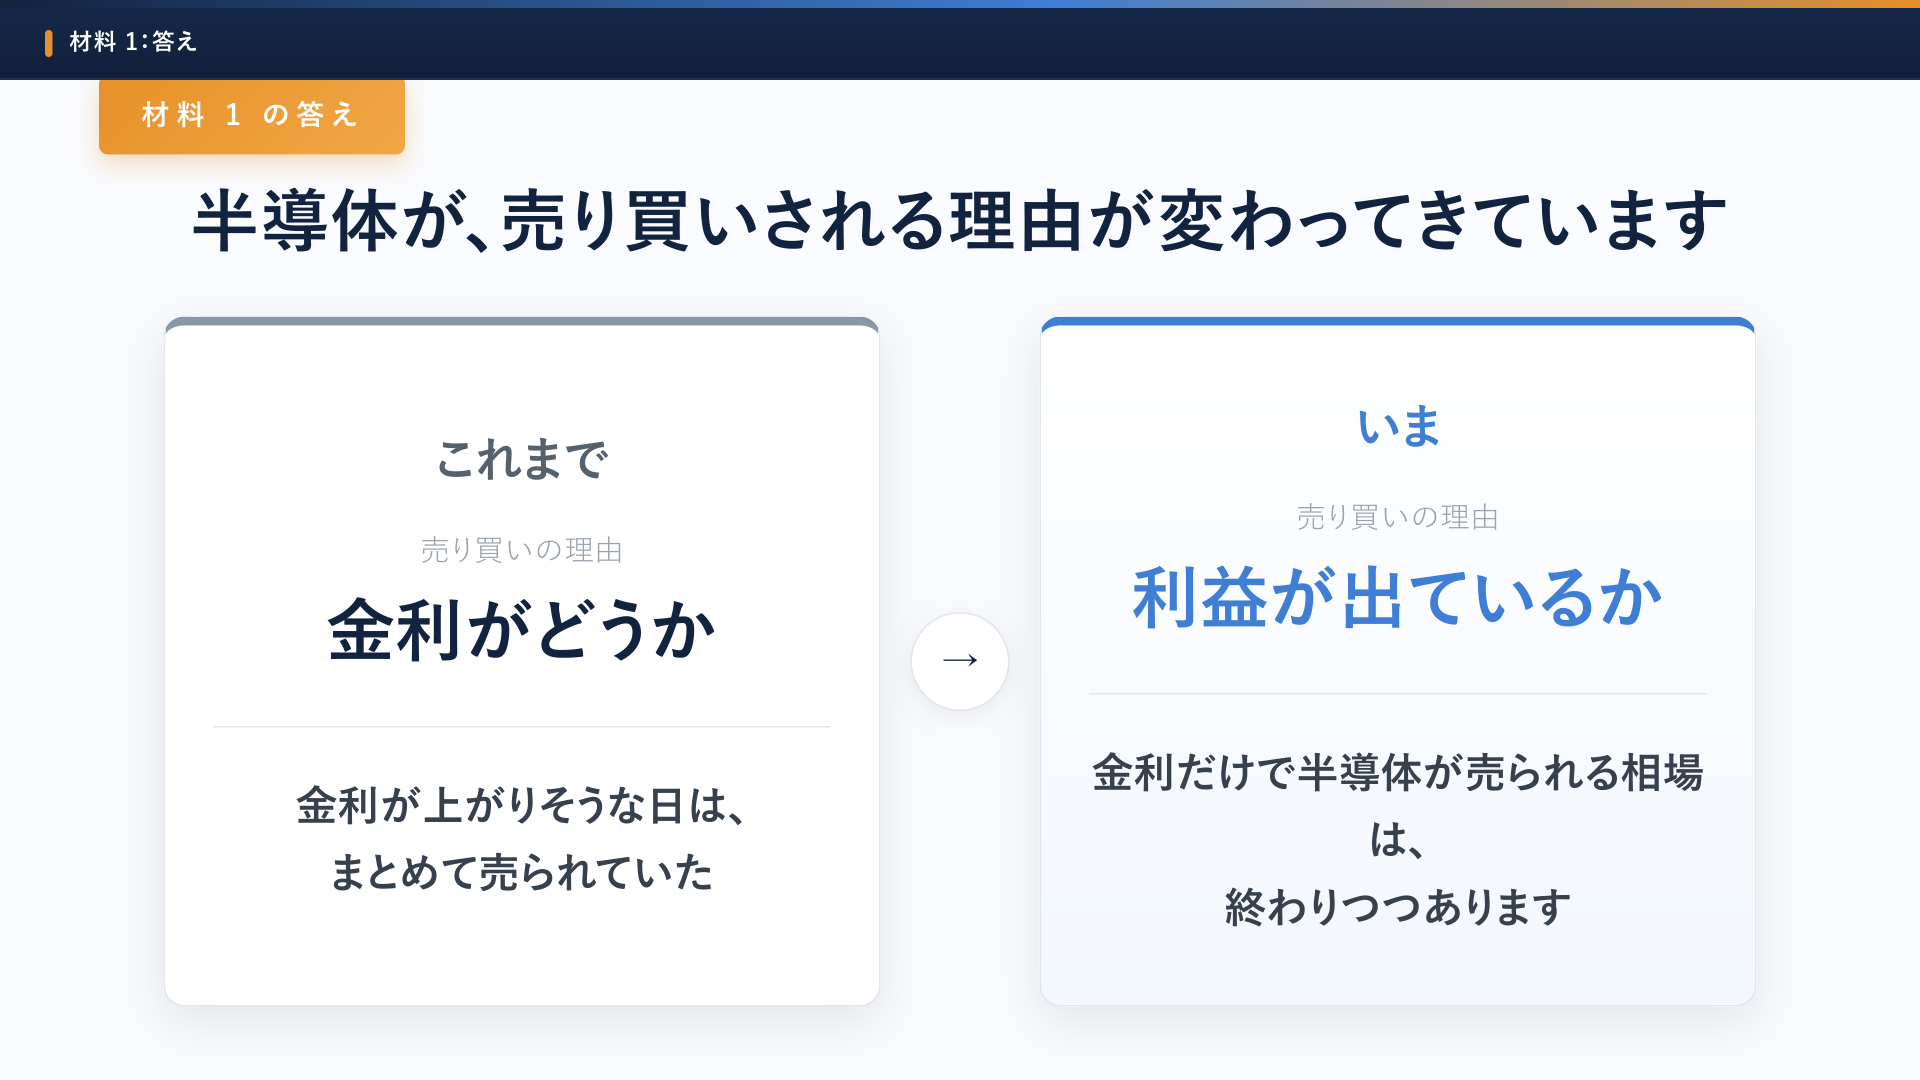 材料 1：答え
材料 1 の答え
半導体が、売り買いされる理由が変わってきています
これまで
売り買いの理由
金利がどうか
金利が上がりそうな日は、
まとめて売られていた
→
いま
売り買いの理由
利益が出ているか
金利だけで半導体が売られる相場
は、
終わりつつあります